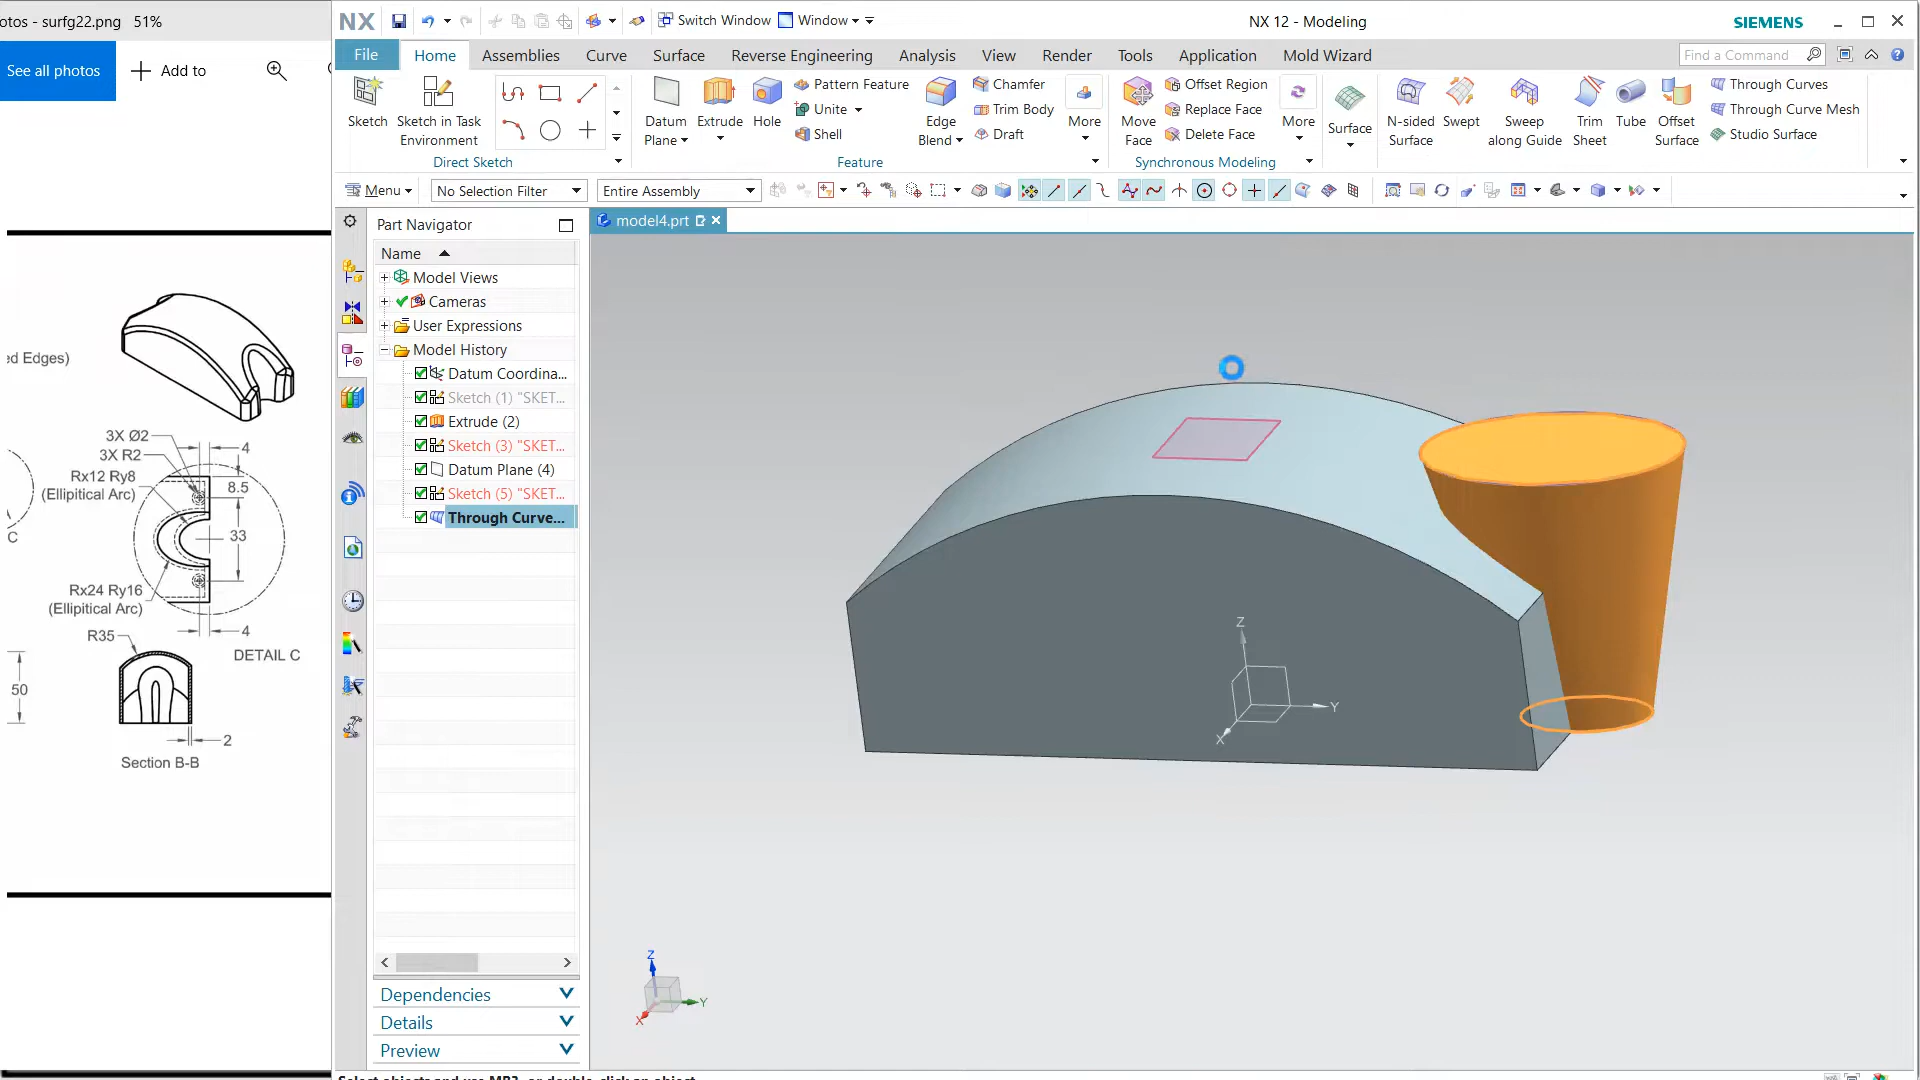 otos - surfg22.png   51%
See all photos
Add to
ed Edges)
3X Ø2
4
3X R2
Rx12 Ry8
(Ellipitical Arc)
8.5
C
33
Rx24 Ry16
(Ellipitical Arc)
4
R35
DETAIL C
50
2
Section B-B
NX
Switch Window
Window
NX 12 - Modeling
SIEMENS
File
Home
Assemblies
Curve
Surface
Reverse Engineering
Analysis
View
Render
Tools
Application
Mold Wizard
Find a Command
Sketch
Sketch in Task
Environment
Direct Sketch
Datum
Plane
Extrude
Hole
Pattern Feature
Unite
Shell
Edge
Blend
Chamfer
Trim Body
Draft
More
Feature
Move
Face
Offset Region
Replace Face
Delete Face
More
Synchronous Modeling
Surface
N-sided
Surface
Swept
Sweep
along Guide
Trim
Sheet
Tube
Offset
Surface
Through Curves
Through Curve Mesh
Studio Surface
Menu
No Selection Filter
Entire Assembly
Part Navigator
model4.prt
Name
Model Views
Cameras
User Expressions
Model History
Datum Coordina...
Sketch (1) "SKET...
Extrude (2)
Sketch (3) "SKET...
Datum Plane (4)
Sketch (5) "SKET...
Through Curve...
Z
Y
X
Z
Y
X
Dependencies
Details
Preview
Select objects and use MB3, or double-click an object